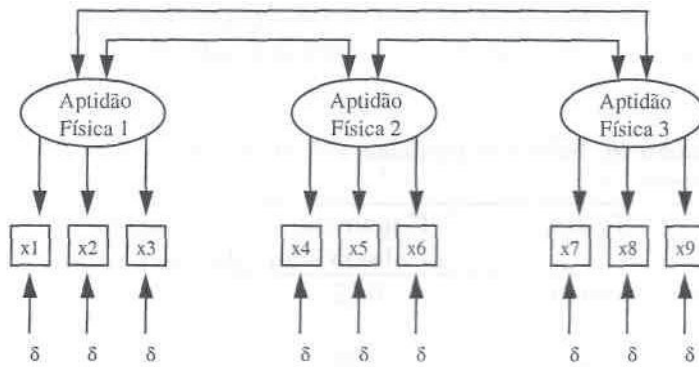 Aptidão Física 1
Aptidão Física 2
Aptidão Física 3
x1 x2 x3 x4 x5 x6 x7 x8 x9
δ δ δ δ δ δ δ δ δ